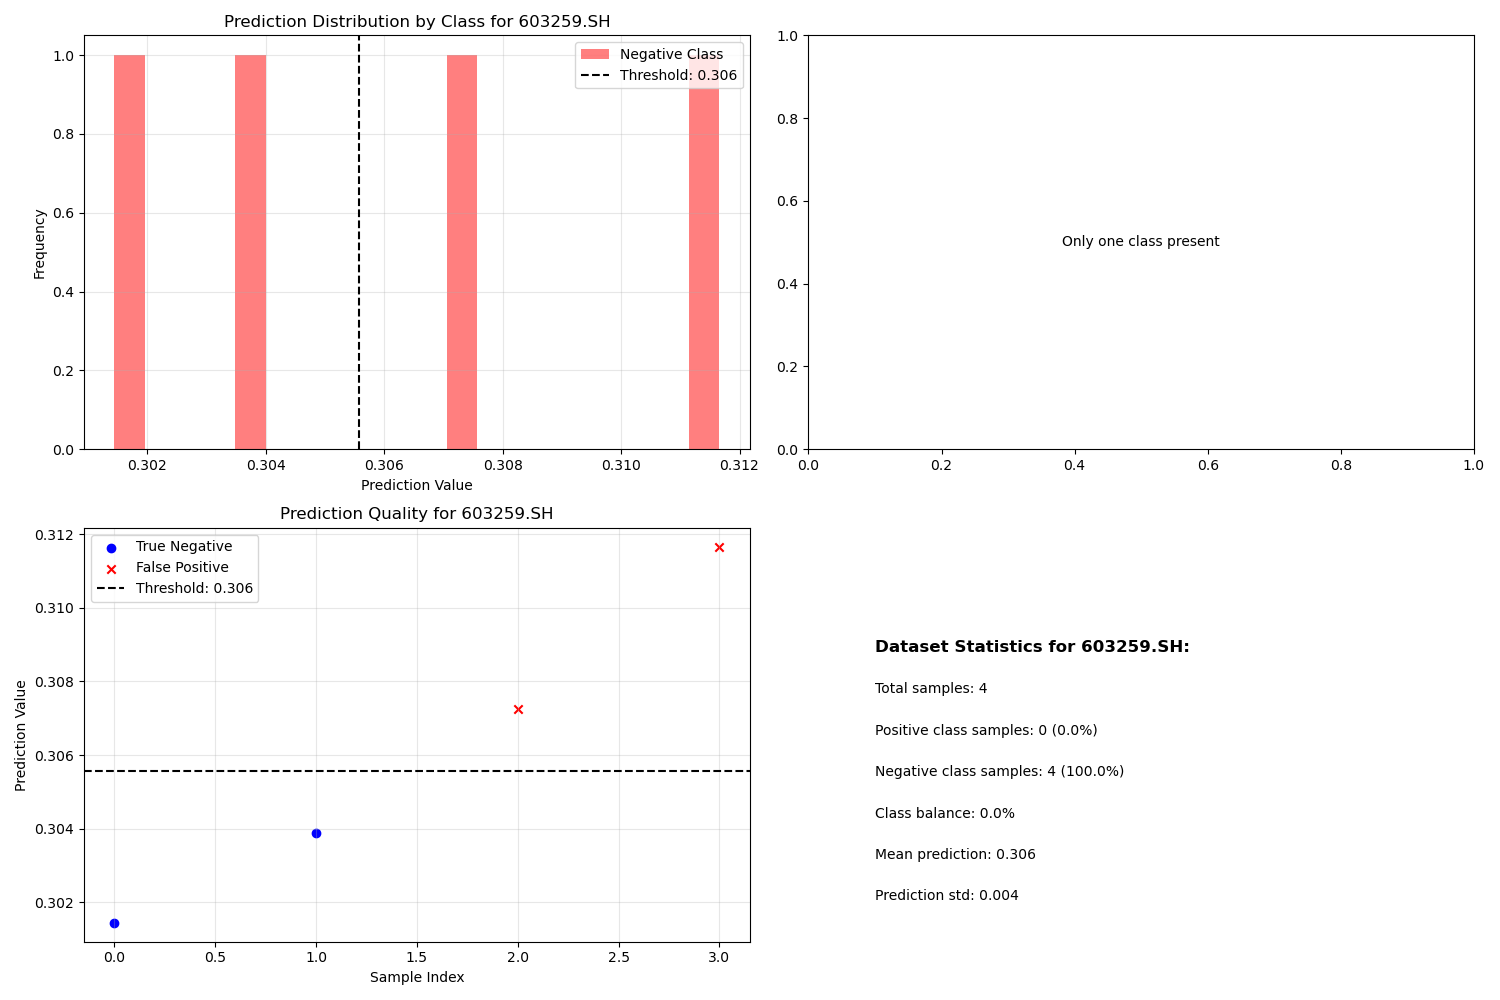 Prediction Distribution by Class for 603259.SH
Negative Class
Threshold: 0.306
1.0
0.8
0.6
0.4
0.2
0.0
Frequency
0.302
0.304
0.306
0.308
0.310
0.312
Prediction Value
1.0
0.8
0.6
0.4
0.2
0.0
Only one class present
0.0
0.2
0.4
0.6
0.8
1.0
Prediction Quality for 603259.SH
True Negative
False Positive
Threshold: 0.306
0.312
0.310
0.308
0.306
0.304
0.302
Prediction Value
0.0
0.5
1.0
1.5
2.0
2.5
3.0
Sample Index
Dataset Statistics for 603259.SH:
Total samples: 4
Positive class samples: 0 (0.0%)
Negative class samples: 4 (100.0%)
Class balance: 0.0%
Mean prediction: 0.306
Prediction std: 0.004